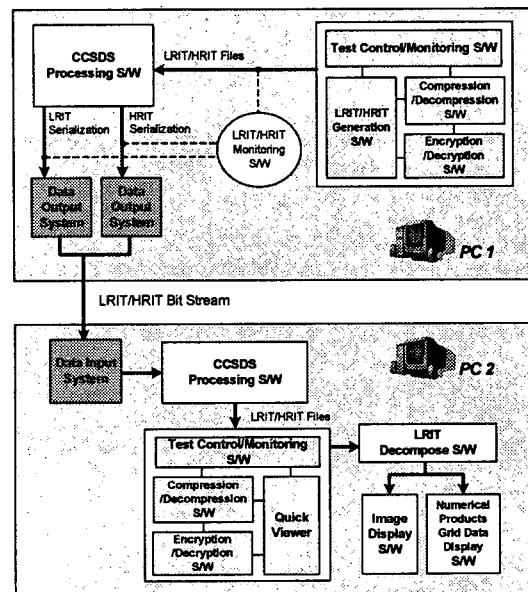 CCSDS
Processing S/W
LRIT/HRIT Files
Test Control/Monitoring S/W
LRIT/HRIT
Generation
S/W
Compression
/Decompression
S/W
Encryption
/Decryption S/W
LRIT
Serialization
HRIT
Serialization
LRIT/HRIT
Monitoring
S/W
Data
Output
System
Data
Output
System
PC 1
LRIT/HRIT Bit Stream
Data Input
System
CCSDS
Processing S/W
PC 2
LRIT/HRIT Files
Test Control/Monitoring
S/W
Compression
/Decompression
S/W
Encryption
/Decryption
S/W
Quick
Viewer
LRIT
Decompose S/W
Image
Display
S/W
Numerical
Products
Grid Data
Display
S/W